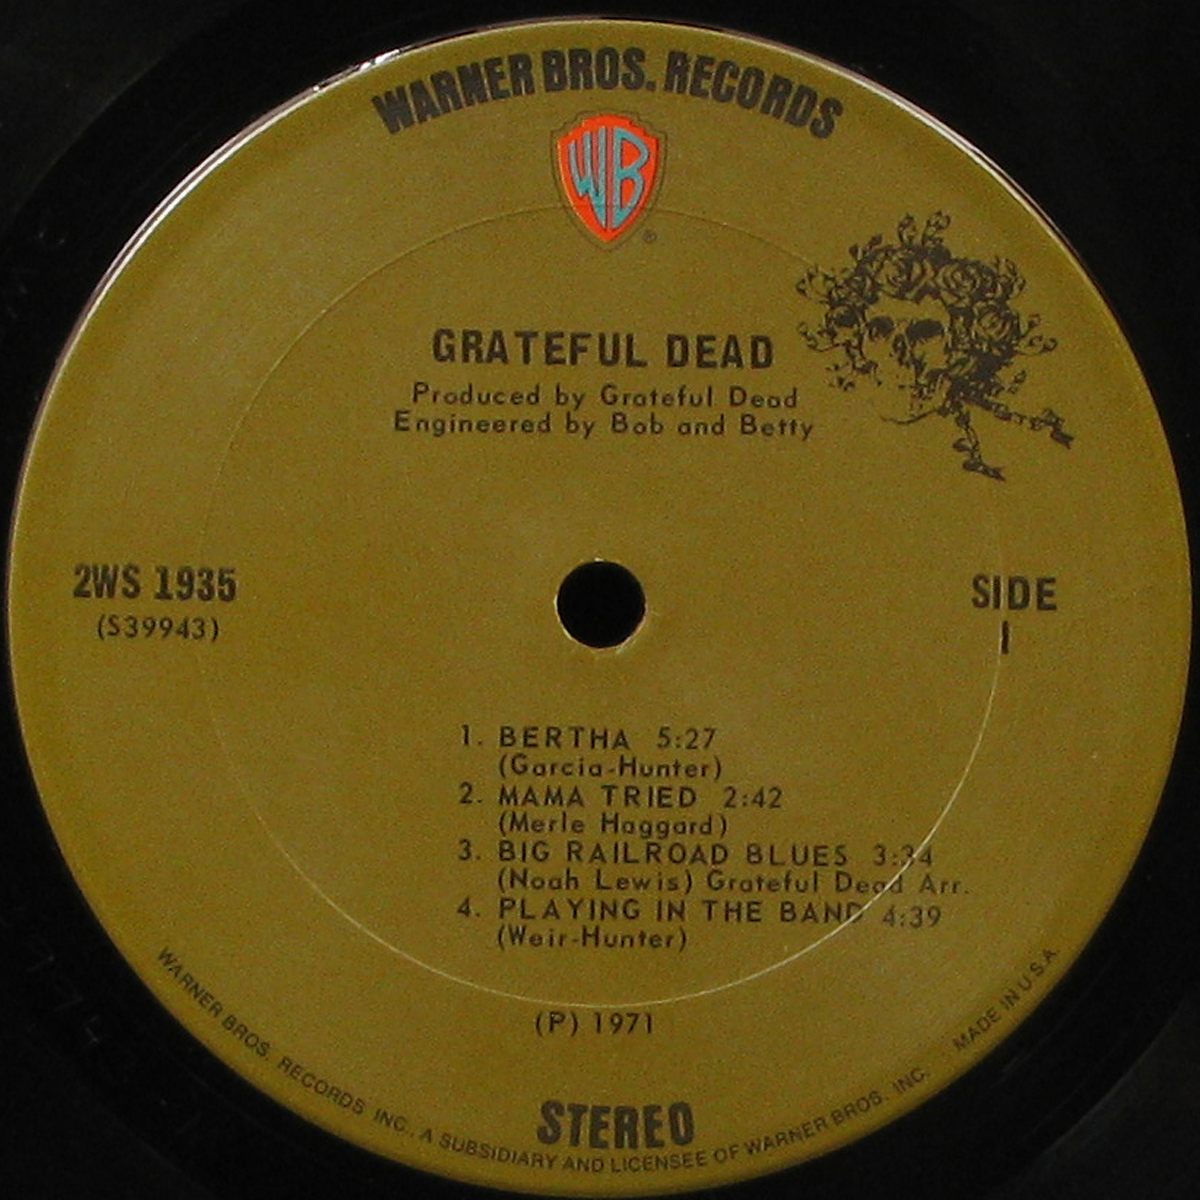 WARNER BROS. RECORDS
WB
®
GRATEFUL DEAD
Produced by Grateful Dead
Engineered by Bob and Betty
2WS 1935
(S39943)
SIDE
1
1. BERTHA 5:27
(Garcia-Hunter)
2. MAMA TRIED 2:42
(Merle Haggard)
3. BIG RAILROAD BLUES 3:34
(Noah Lewis) Grateful Dead Arr.
4. PLAYING IN THE BAND 4:39
(Weir-Hunter)
(P) 1971
STEREO
WARNER BROS. RECORDS INC., A SUBSIDIARY AND LICENSEE OF WARNER BROS. INC. MADE IN U.S.A.